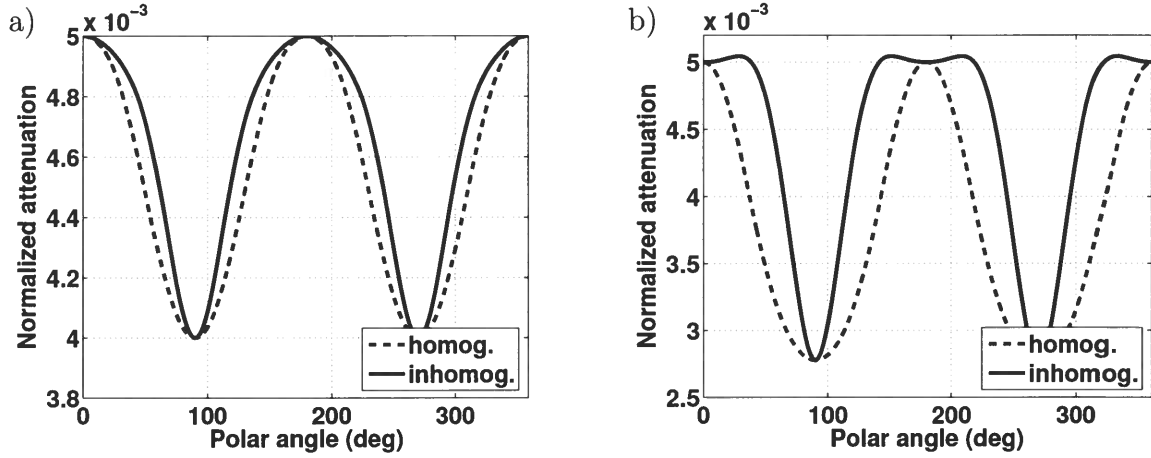 a)
x 10⁻³
5
4.8
4.6
4.4
4.2
4
3.8
Normalized attenuation
0
100
200
300
Polar angle (deg)
homog.
inhomog.
b)
x 10⁻³
5
4.5
4
3.5
3
2.5
Normalized attenuation
0
100
200
300
Polar angle (deg)
homog.
inhomog.